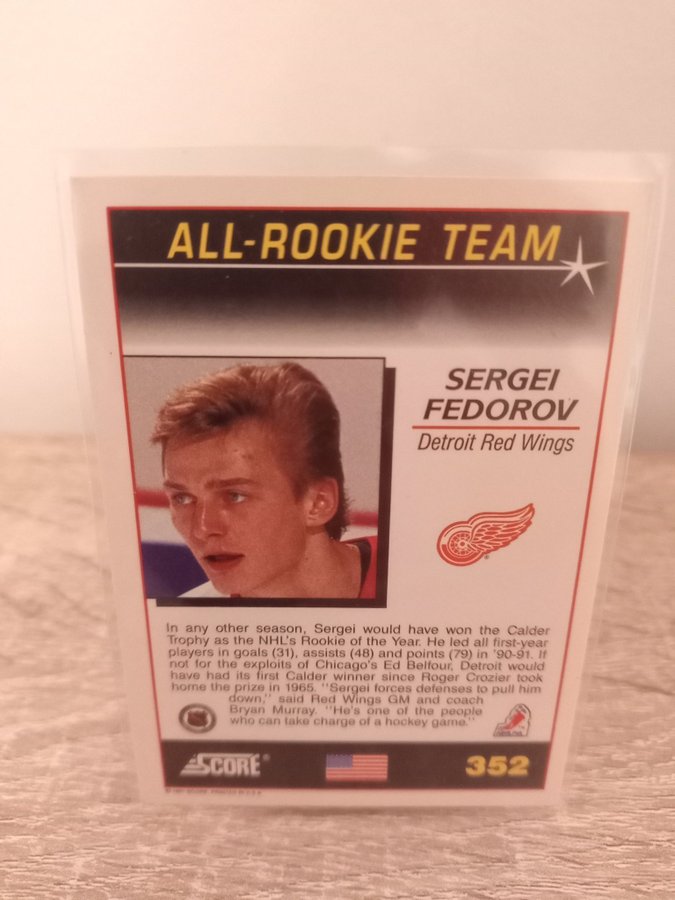 ALL-ROOKIE TEAM
SERGEI
FEDOROV
Detroit Red Wings
In any other season, Sergei would have won the Calder
Trophy as the NHL's Rookie of the Year. He led all first-year
players in goals (31), assists (48) and points (79) in '90-91. If
not for the exploits of Chicago's Ed Belfour, Detroit would
have had its first Calder winner since Roger Crozier took
home the prize in 1965. "Sergei forces defenses to pull him
down," said Red Wings GM and coach
Bryan Murray. "He's one of the people
who can take charge of a hockey game."
SCORE®
352
© 1991 SCORE, PRINTED IN U.S.A.